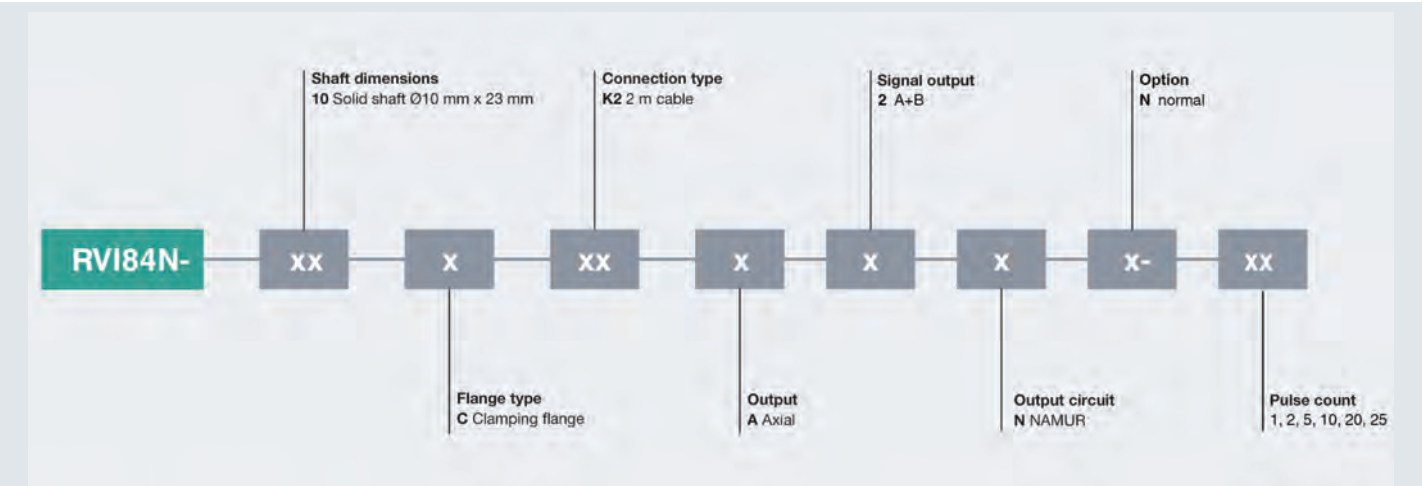 Shaft dimensions
10 Solid shaft Ø10 mm x 23 mm
Connection type
K2 2 m cable
Signal output
2 A+B
Option
N normal
RVI84N-
xx
x
xx
x
x
x
x-
xx
Flange type
C Clamping flange
Output
A Axial
Output circuit
N NAMUR
Pulse count
1, 2, 5, 10, 20, 25